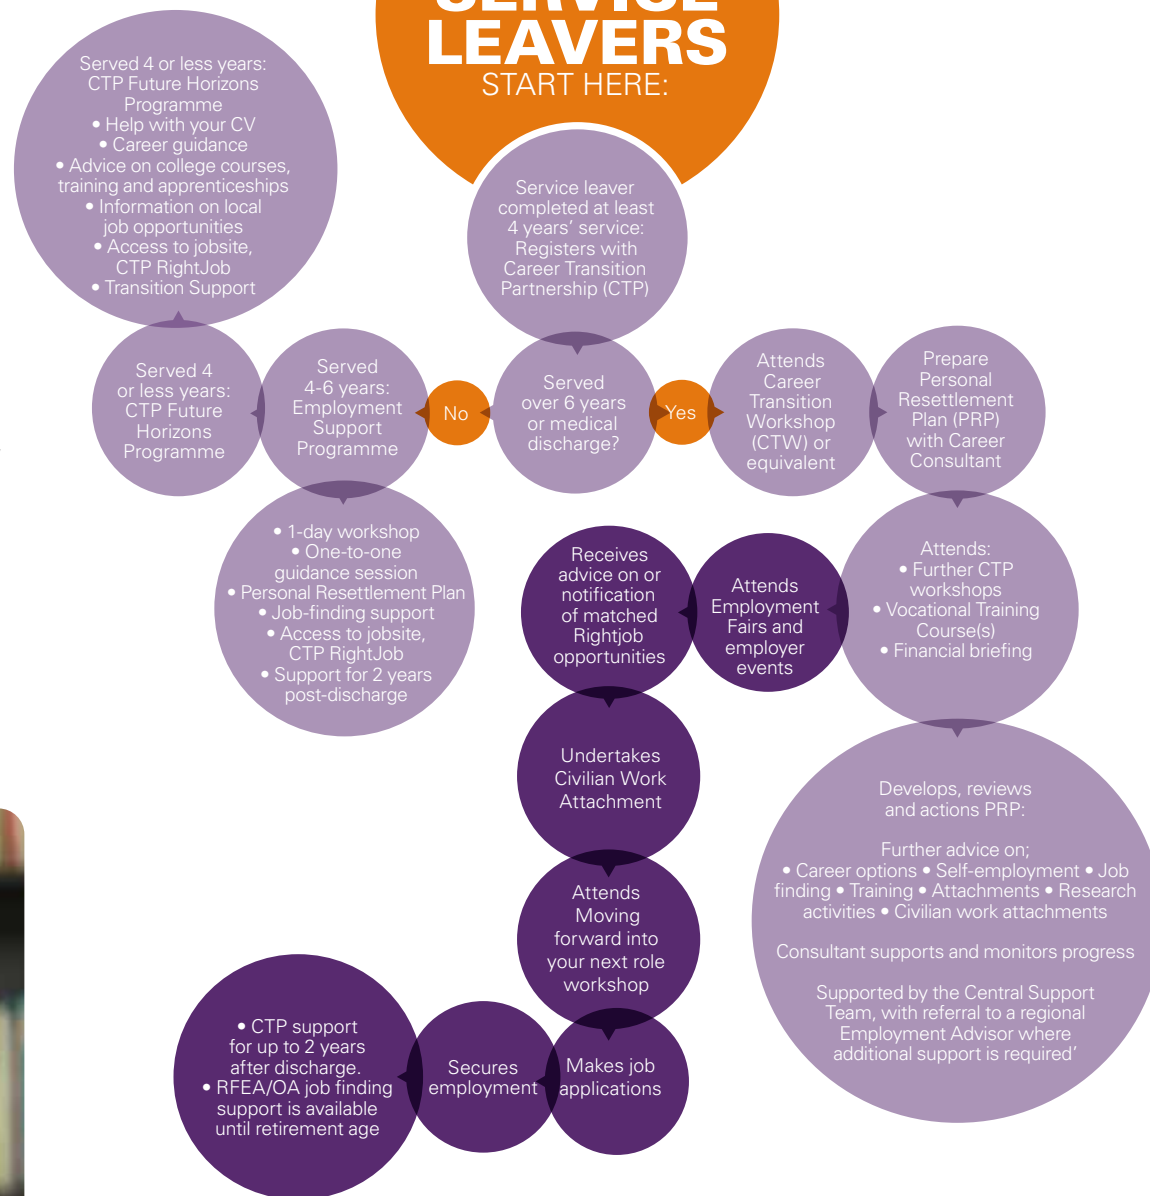 LEAVERS
START HERE:
Served 4 or less years:
CTP Future Horizons
Programme
• Help with your CV
• Career guidance
• Advice on college courses,
training and apprenticeships
• Information on local
job opportunities
• Access to jobsite,
CTP RightJob
• Transition Support
Service leaver
completed at least
4 years’ service:
Registers with
Career Transition
Partnership (CTP)
Served 4
or less years:
CTP Future
Horizons
Programme
Served
4-6 years:
Employment
Support
Programme
No
Served
over 6 years
or medical
discharge?
Yes
Attends
Career
Transition
Workshop
(CTW) or
equivalent
Prepare
Personal
Resettlement
Plan (PRP)
with Career
Consultant
• 1-day workshop
• One-to-one
guidance session
• Personal Resettlement Plan
• Job-finding support
• Access to jobsite,
CTP RightJob
• Support for 2 years
post-discharge
Receives
advice on or
notification
of matched
Rightjob
opportunities
Attends
Employment
Fairs and
employer
events
Attends:
• Further CTP
workshops
• Vocational Training
Course(s)
• Financial briefing
Undertakes
Civilian Work
Attachment
Develops, reviews
and actions PRP:
Further advice on;
• Career options • Self-employment • Job
finding • Training • Attachments • Research
activities • Civilian work attachments
Consultant supports and monitors progress
Supported by the Central Support
Team, with referral to a regional
Employment Advisor where
additional support is required’
Attends
Moving
forward into
your next role
workshop
• CTP support
for up to 2 years
after discharge.
• RFEA/OA job finding
support is available
until retirement age
Secures
employment
Makes job
applications